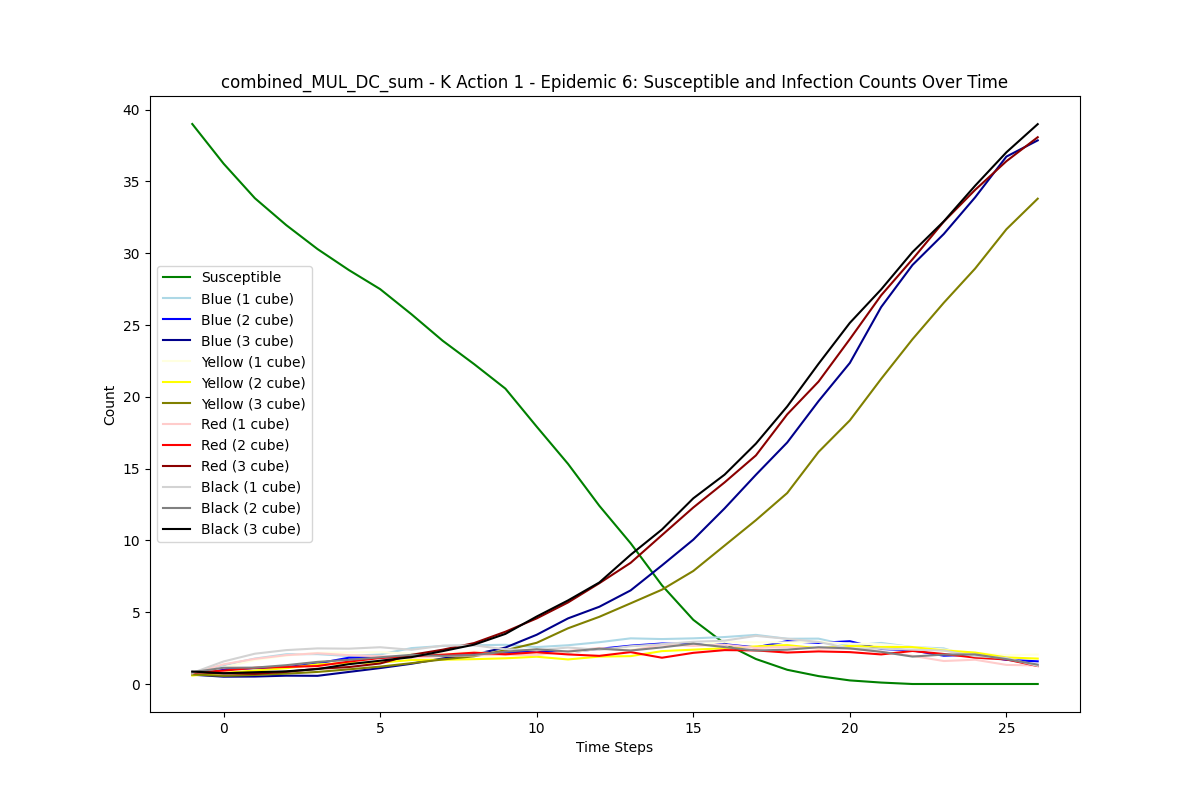 combined_MUL_DC_sum - K Action 1 - Epidemic 6: Susceptible and Infection Counts Over Time
40
35
30
25
20
15
10
5
0
Count
Susceptible
Blue (1 cube)
Blue (2 cube)
Blue (3 cube)
Yellow (1 cube)
Yellow (2 cube)
Yellow (3 cube)
Red (1 cube)
Red (2 cube)
Red (3 cube)
Black (1 cube)
Black (2 cube)
Black (3 cube)
0 5 10 15 20 25
Time Steps